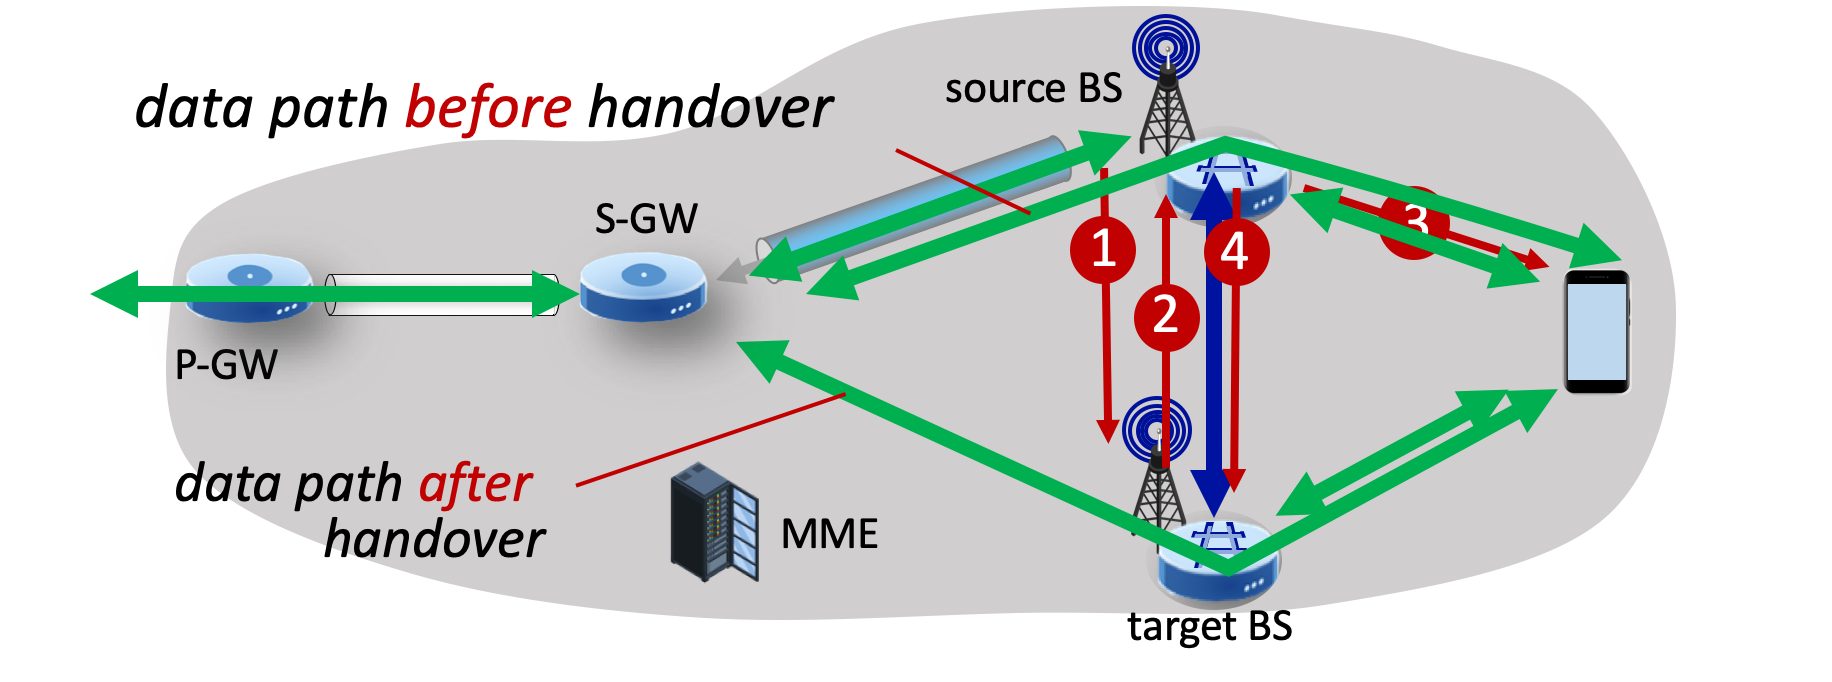 data path before handover
source BS
S-GW
P-GW
1
2
4
3
data path after
handover
MME
target BS